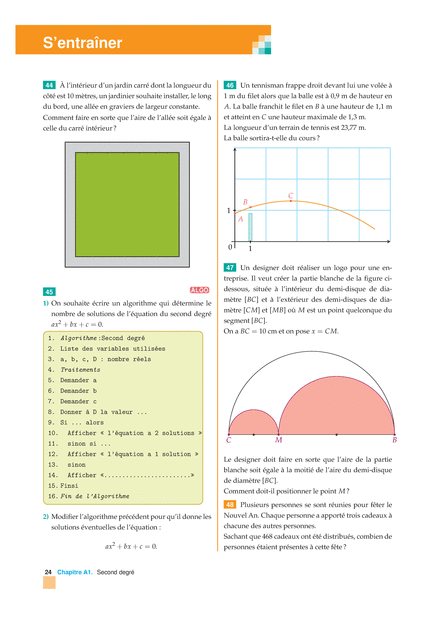 S'entraîner
44 À l'intérieur d'un jardin carré dont la longueur du
côté est 10 mètres, un jardinier souhaite installer, le long
du bord, une allée en graviers de largeur constante.
Comment faire en sorte que l'aire de l'allée soit égale à
celle du carré intérieur ?
45 ALGO
1) On souhaite écrire un algorithme qui détermine le
nombre de solutions de l'équation du second degré
ax² + bx + c = 0.
1. Algorithme :Second degré
2. Liste des variables utilisées
3. a, b, c, D : nombre réels
4. Traitements
5. Demander a
6. Demander b
7. Demander c
8. Donner à D la valeur ...
9. Si ... alors
10. Afficher « l'équation a 2 solutions »
11. sinon si ...
12. Afficher « l'équation a 1 solution »
13. sinon
14. Afficher «.......................»
15. Finsi
16. Fin de l'Algorithme
2) Modifier l'algorithme précédent pour qu'il donne les
solutions éventuelles de l'équation :
ax² + bx + c = 0.
46 Un tennisman frappe droit devant lui une volée à
1 m du filet alors que la balle est à 0,9 m de hauteur en
A. La balle franchit le filet en B à une hauteur de 1,1 m
et atteint en C une hauteur maximale de 1,3 m.
La longueur d'un terrain de tennis est 23,77 m.
La balle sortira-t-elle du cours ?
C
B
1
A
0 1
47 Un designer doit réaliser un logo pour une en-
treprise. Il veut créer la partie blanche de la figure ci-
dessous, située à l'intérieur du demi-disque de dia-
mètre [BC] et à l'extérieur des demi-disques de dia-
mètre [CM] et [MB] où M est un point quelconque du
segment [BC].
On a BC = 10 cm et on pose x = CM.
C M B
Le designer doit faire en sorte que l'aire de la partie
blanche soit égale à la moitié de l'aire du demi-disque
de diamètre [BC].
Comment doit-il positionner le point M ?
48 Plusieurs personnes se sont réunies pour fêter le
Nouvel An. Chaque personne a apporté trois cadeaux à
chacune des autres personnes.
Sachant que 468 cadeaux ont été distribués, combien de
personnes étaient présentes à cette fête ?
24 Chapitre A1. Second degré